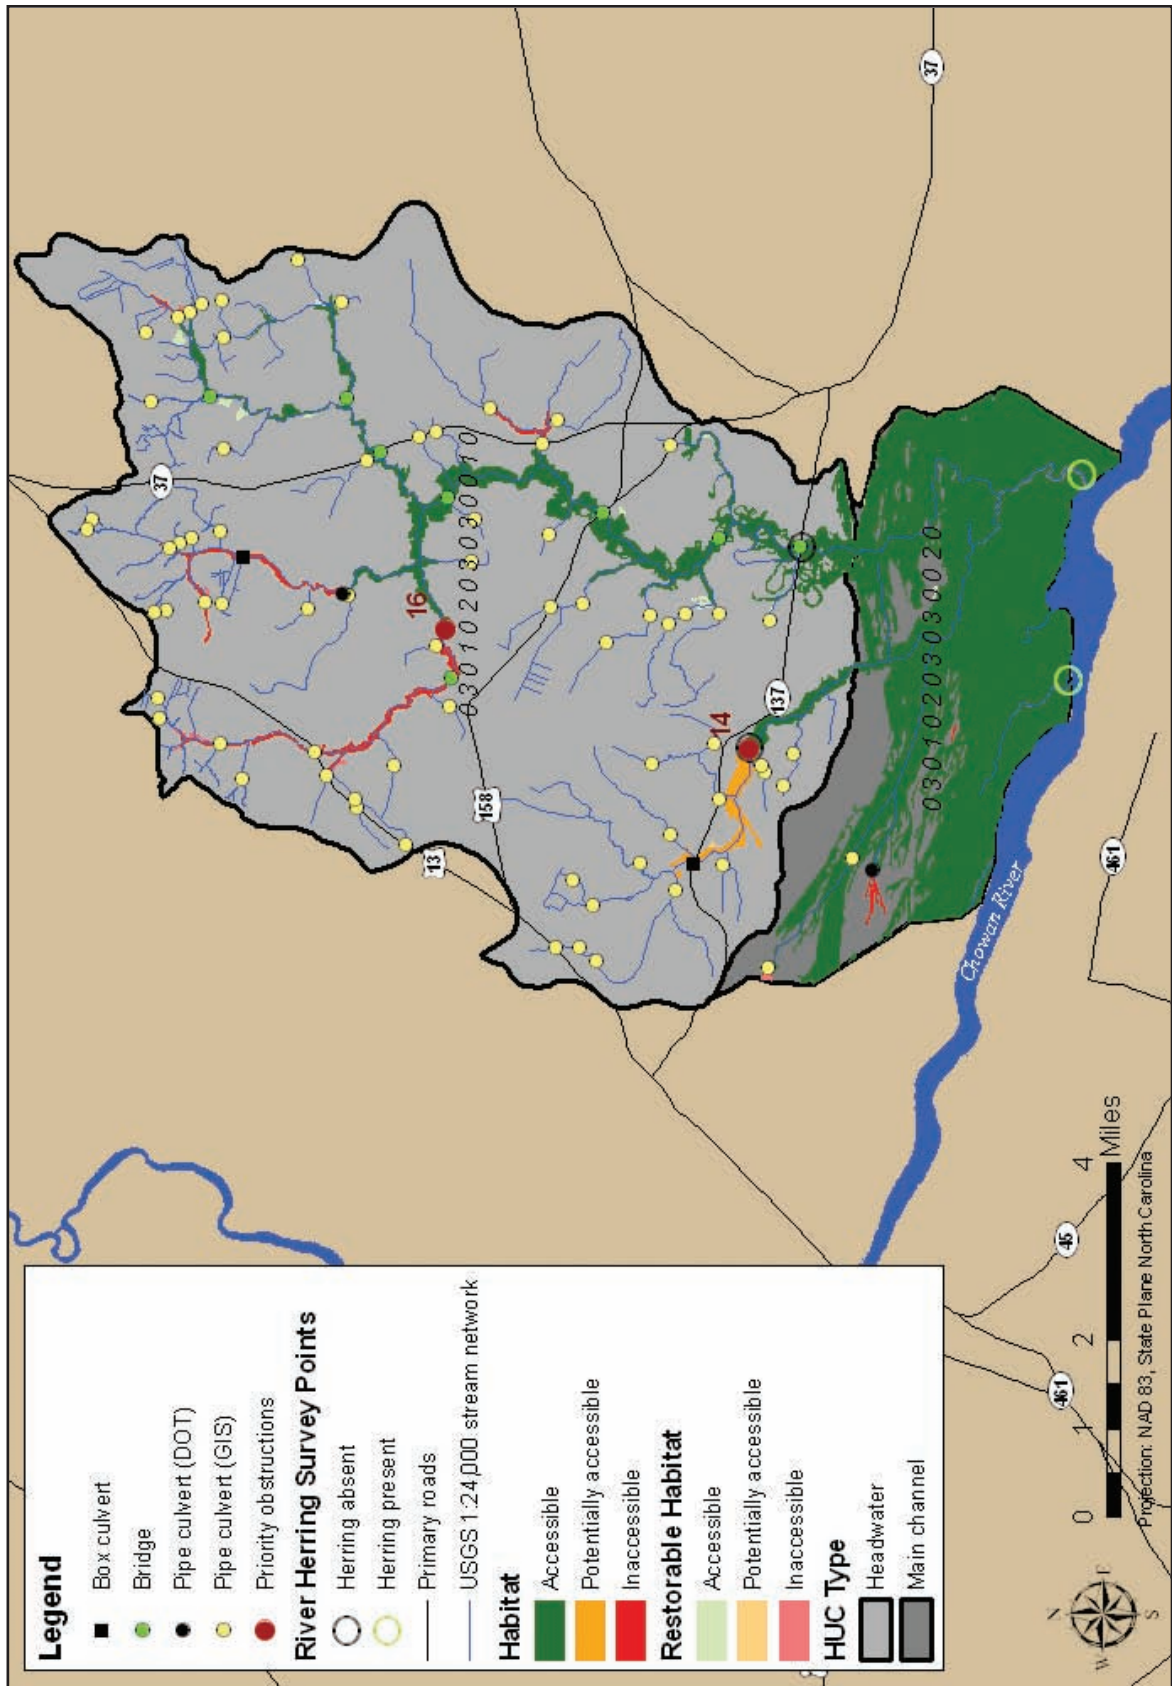 Legend
Box culvert
Bridge
Pipe culvert (DOT)
Pipe culvert (GIS)
Priority obstructions
River Herring Survey Points
Herring absent
Herring present
Primary roads
USGS 1:24,000 stream network
Habitat
Accessible
Potentially accessible
Inaccessible
Restorable Habitat
Accessible
Potentially accessible
Inaccessible
HUC Type
Headwater
Main channel
N
W
E
S
0
1
2
4
Miles
Projection: NAD 83, State Plane North Carolina
13
37
37
158
16
03010203030010
14
137
03010203030020
Chowan River
461
461
45